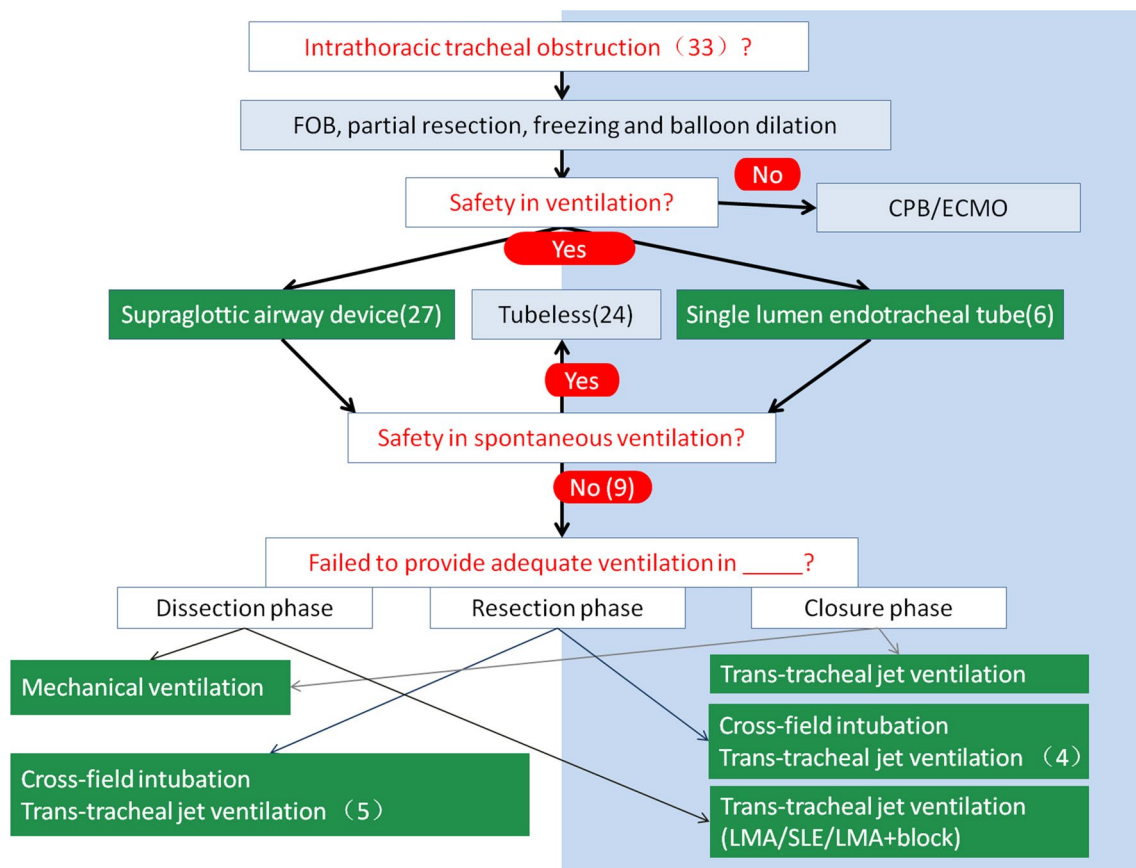 Intrathoracic tracheal obstruction（33）?
FOB, partial resection, freezing and balloon dilation
No
Safety in ventilation?
CPB/ECMO
Yes
Supraglottic airway device(27)
Tubeless(24)
Single lumen endotracheal tube(6)
Yes
Safety in spontaneous ventilation?
No (9)
Failed to provide adequate ventilation in _____?
Dissection phase
Resection phase
Closure phase
Mechanical ventilation
Trans-tracheal jet ventilation
Cross-field intubation
Trans-tracheal jet ventilation（4）
Cross-field intubation
Trans-tracheal jet ventilation（5）
Trans-tracheal jet ventilation
(LMA/SLE/LMA+block)